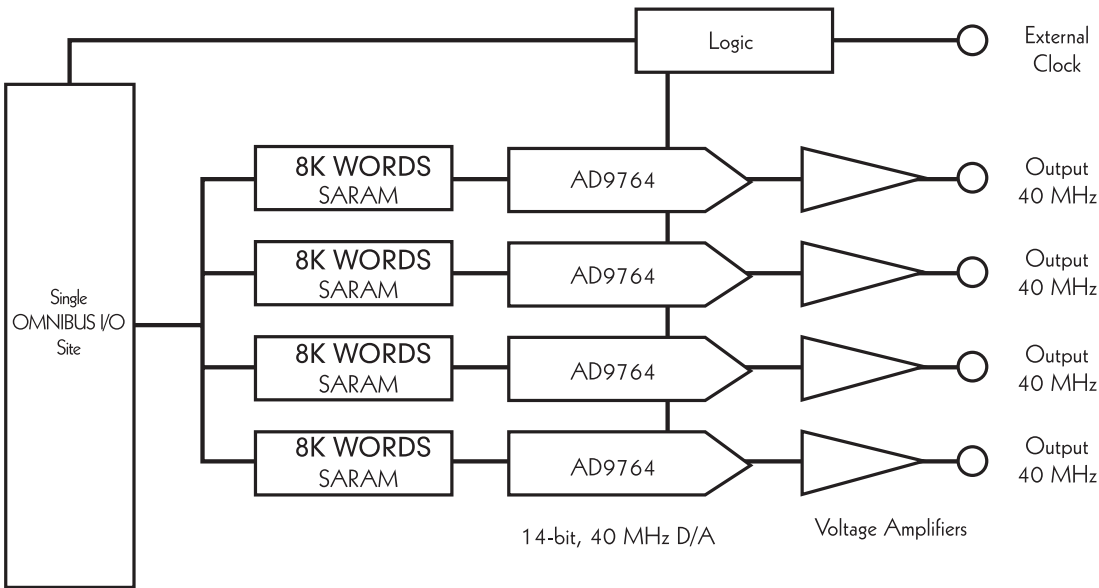 Logic
External
Clock
8K WORDS
SARAM
AD9764
Output
40 MHz
8K WORDS
SARAM
AD9764
Output
40 MHz
Single
OMNIBUS I/O
Site
8K WORDS
SARAM
AD9764
Output
40 MHz
8K WORDS
SARAM
AD9764
Output
40 MHz
14-bit, 40 MHz D/A
Voltage Amplifiers